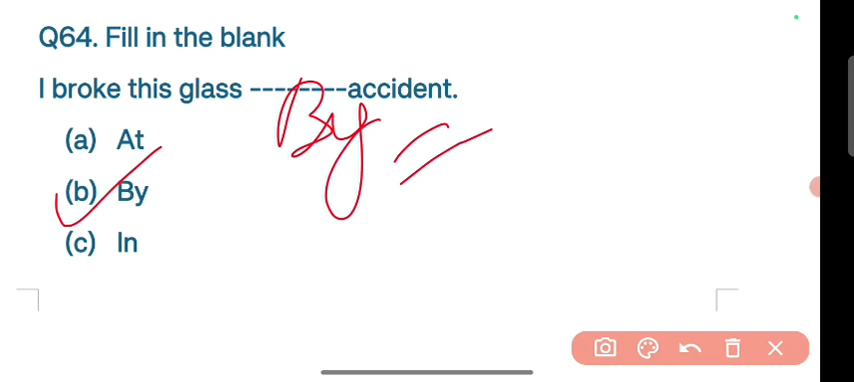 Q64. Fill in the blank
I broke this glass ---------accident.
By
(a) At
(b) By
(c) In